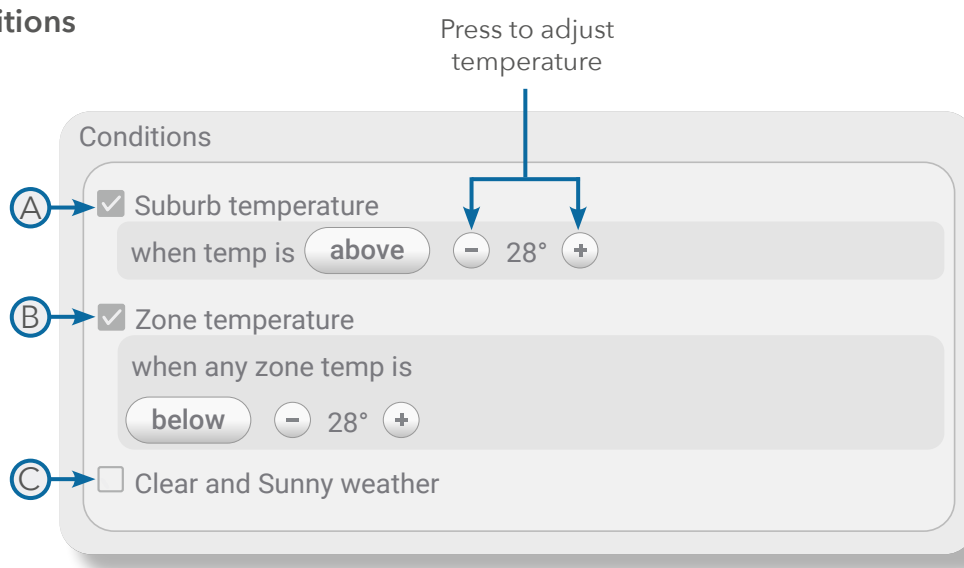 itions
Press to adjust
temperature
Conditions
A
Suburb temperature
when temp is above - 28° +
B
Zone temperature
when any zone temp is
below - 28° +
C
Clear and Sunny weather